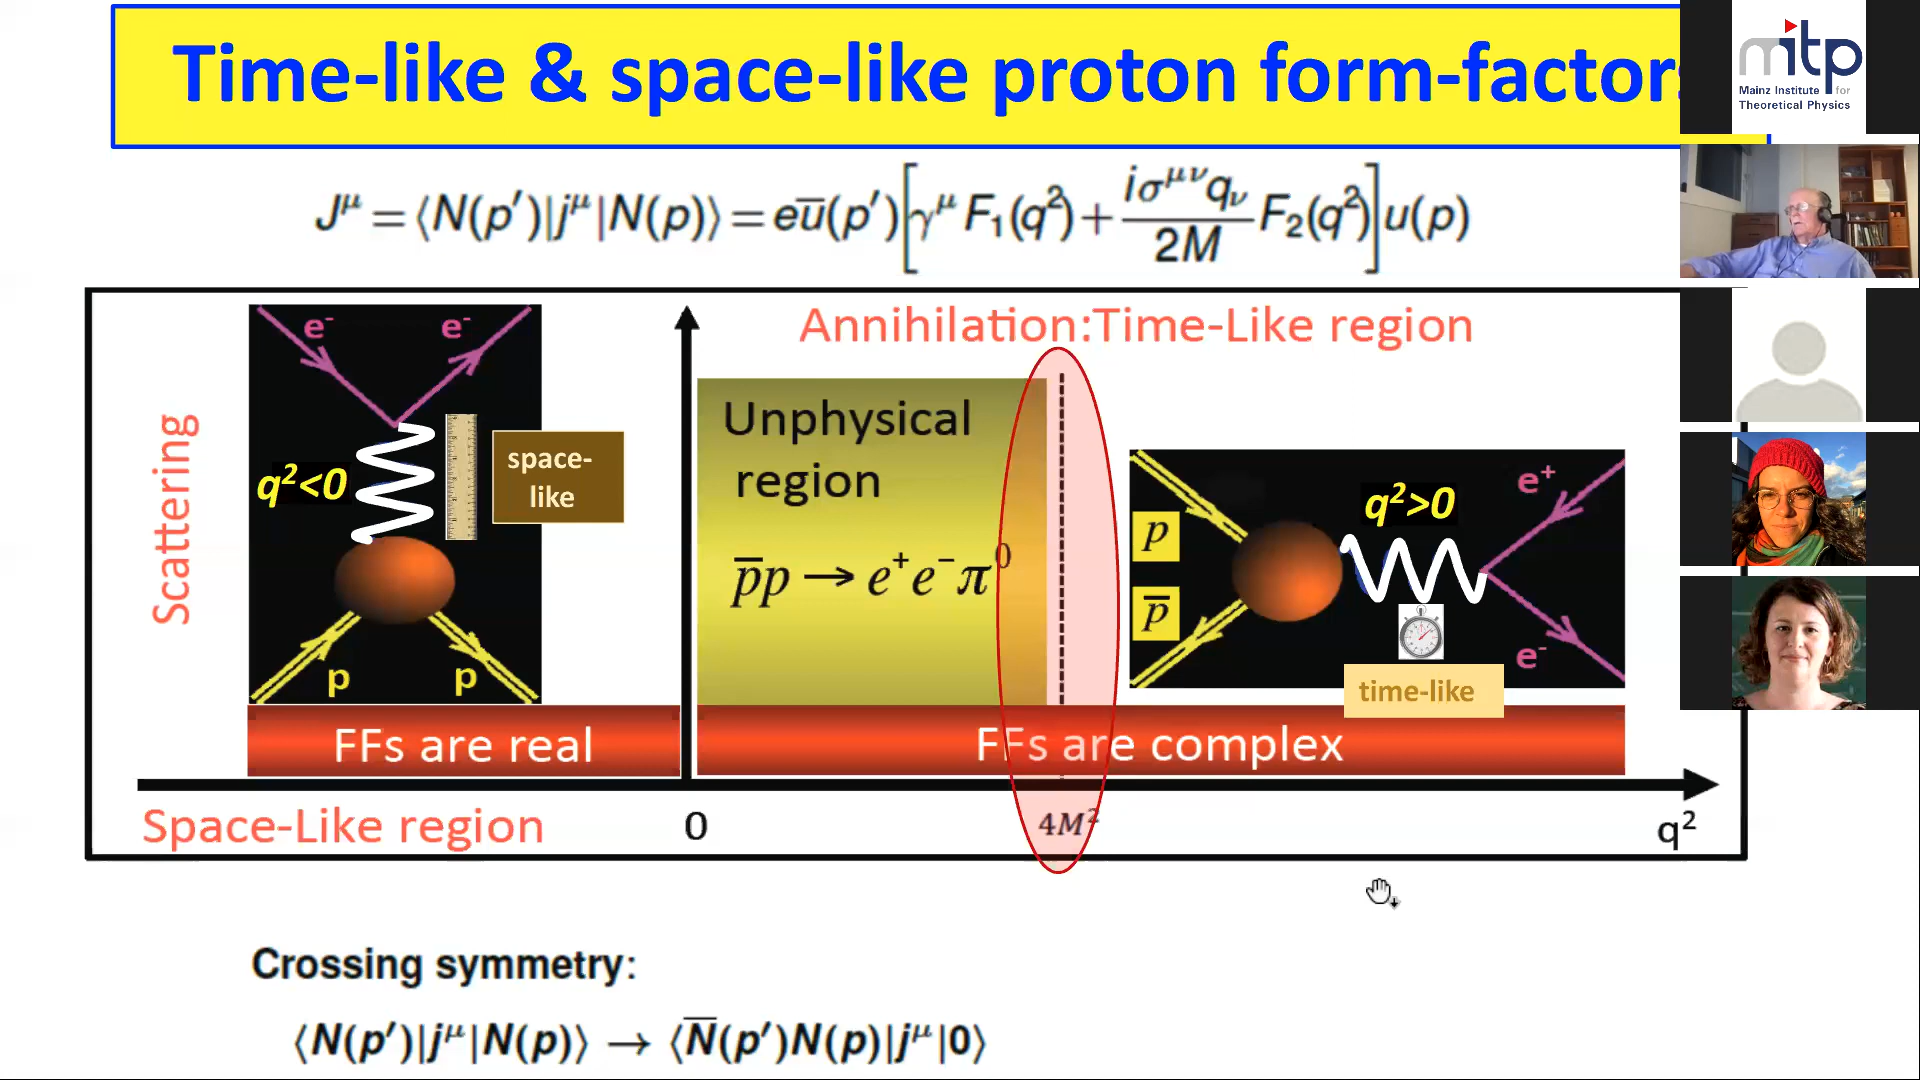 Time-like & space-like proton form-factors
mitp
Mainz Institute for
Theoretical Physics
J^μ = ⟨N(p′)|j^μ|N(p)⟩ = eū(p′)[γ^μ F₁(q²) + iσ^{μν}q_ν/2M F₂(q²)]u(p)
Annihilation:Time-Like region
Scattering
e⁻
e⁻
q²<0
space-
like
p
p
Unphysical
region
p̅p → e⁺e⁻π⁰
p
p̅
q²>0
e⁺
e⁻
time-like
FFs are real
FFs are complex
Space-Like region
0
4M²
q²
Crossing symmetry:
⟨N(p′)|j^μ|N(p)⟩ → ⟨N̅(p′)N(p)|j^μ|0⟩